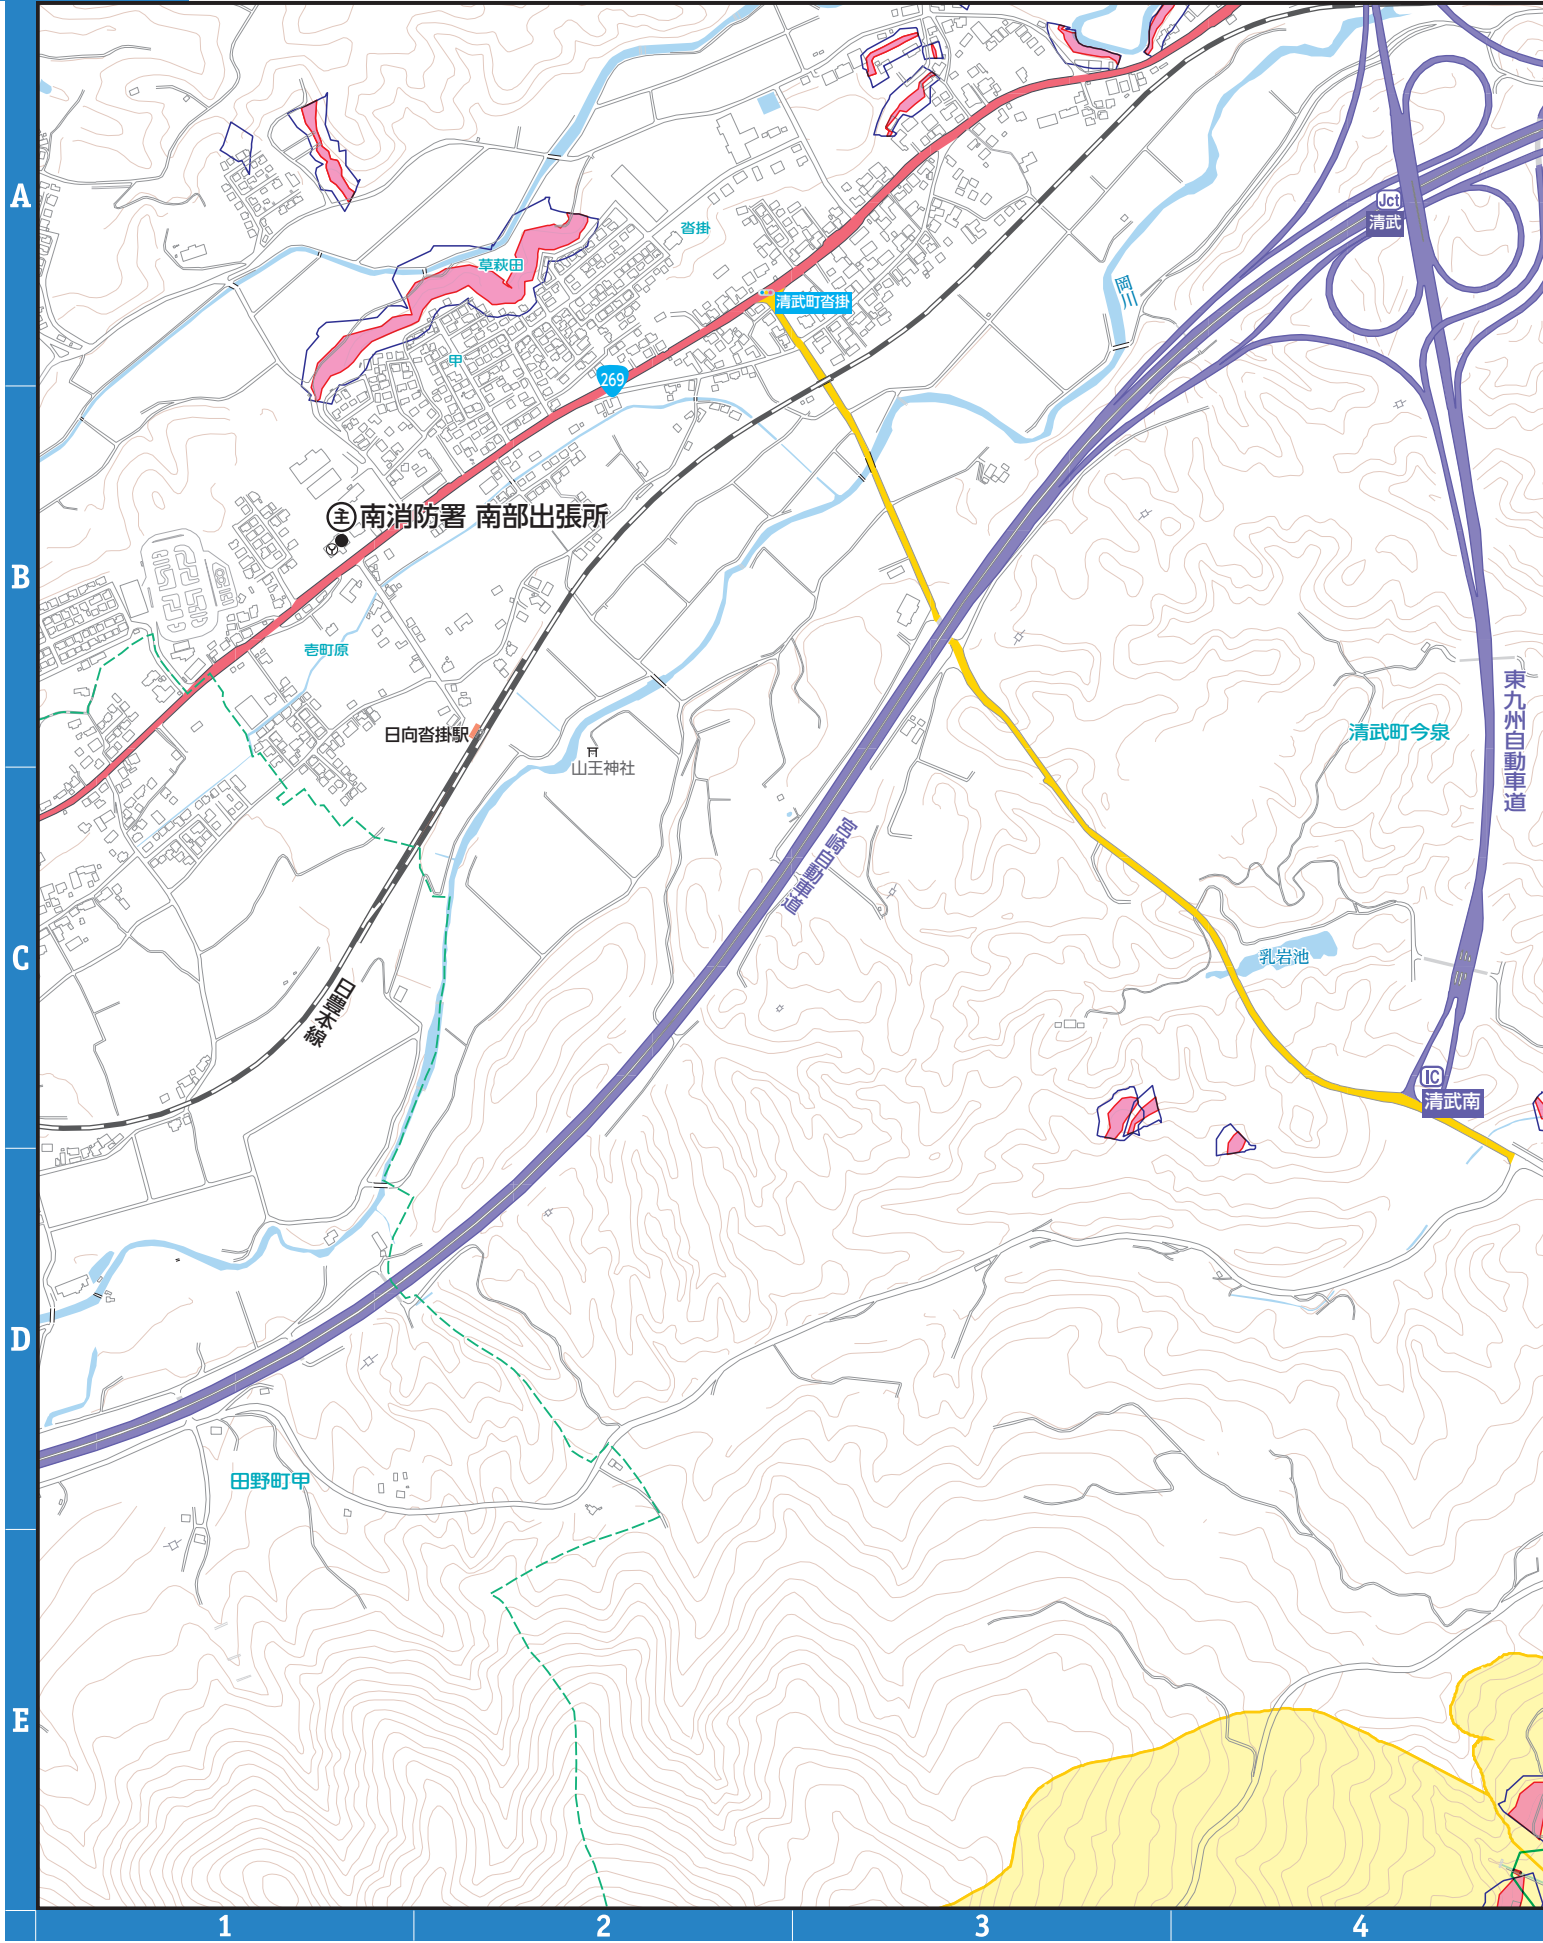 A
Jct
清武
沓掛
草萩田
岡川
清武町沓掛
甲
269
主南消防署 南部出張所
B
壱町原
東九州自動車道
清武町今泉
日向沓掛駅
山王神社
宮崎自動車道
C
乳岩池
日豊本線
IC
清武南
D
田野町甲
E
1
2
3
4